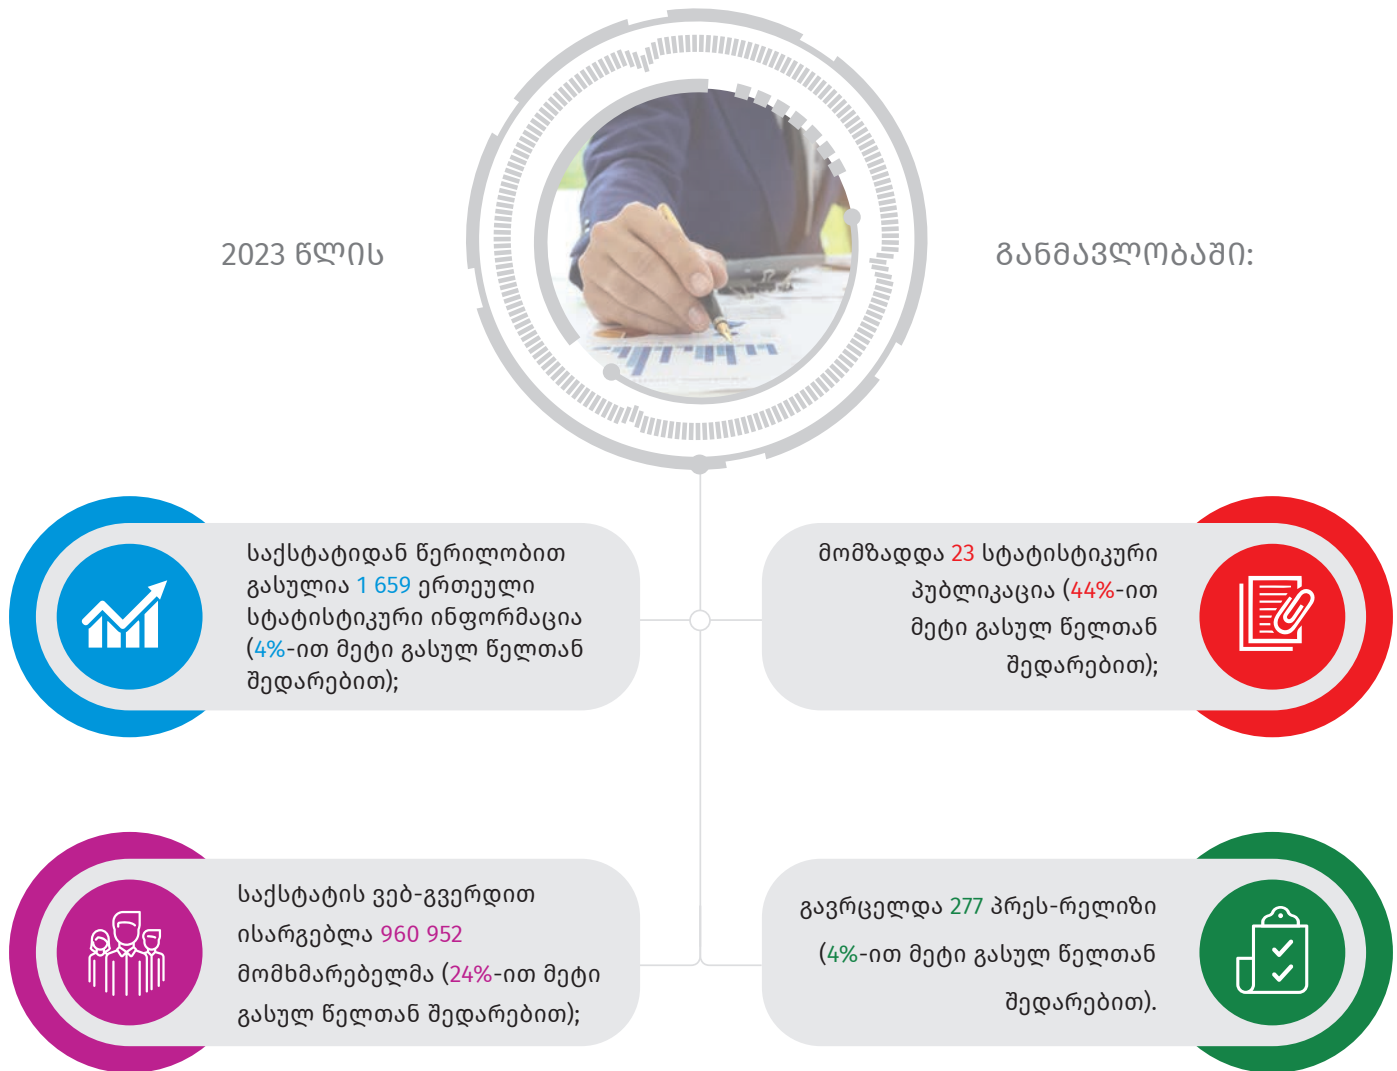 2023 წლის
განმავლობაში:
საქსტატიდან წერილობით
გასულია 1 659 ერთეული
სტატისტიკური ინფორმაცია
(4%-ით მეტი გასულ წელთან
შედარებით);
მომზადდა 23 სტატისტიკური
პუბლიკაცია (44%-ით
მეტი გასულ წელთან
შედარებით);
საქსტატის ვებ-გვერდით
ისარგებლა 960 952
მომხმარებელმა (24%-ით მეტი
გასულ წელთან შედარებით);
გავრცელდა 277 პრეს-რელიზი
(4%-ით მეტი გასულ წელთან
შედარებით).